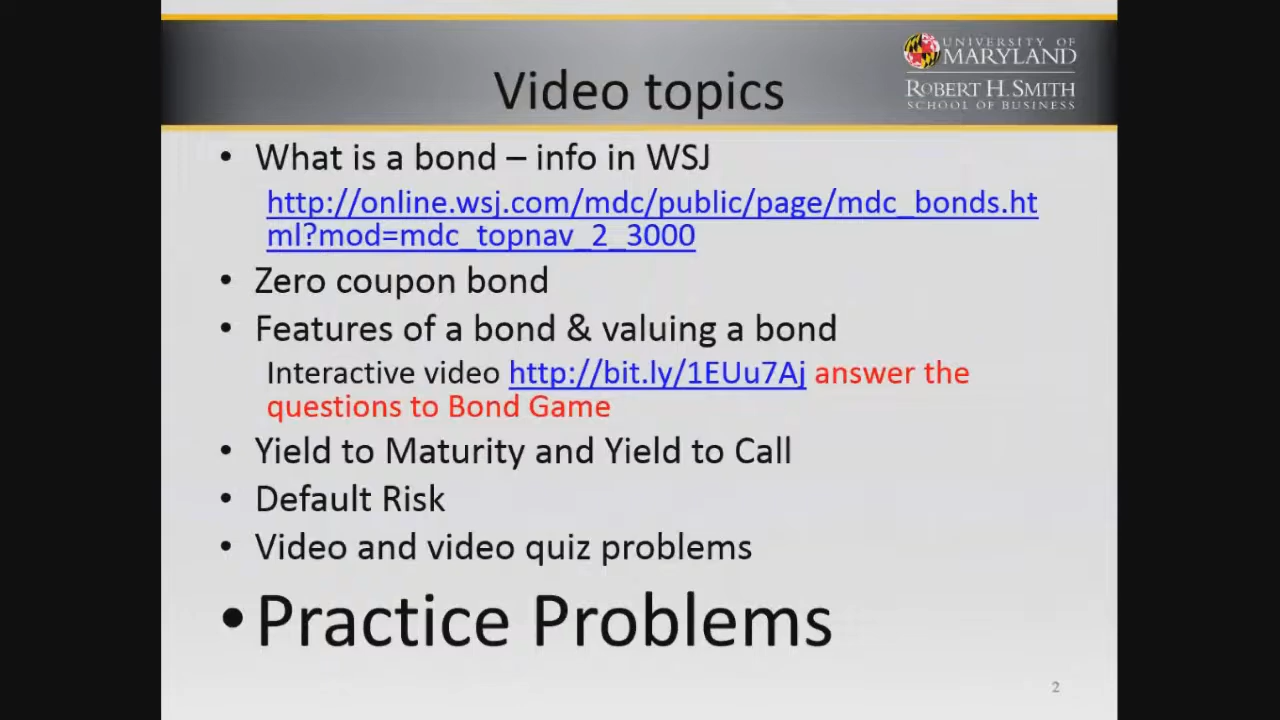 UNIVERSITY OF
MARYLAND
ROBERT H. SMITH
SCHOOL OF BUSINESS
Video topics
• What is a bond – info in WSJ
http://online.wsj.com/mdc/public/page/mdc_bonds.ht
ml?mod=mdc_topnav_2_3000
• Zero coupon bond
• Features of a bond & valuing a bond
Interactive video http://bit.ly/1EUu7Aj answer the
questions to Bond Game
• Yield to Maturity and Yield to Call
• Default Risk
• Video and video quiz problems
• Practice Problems
2